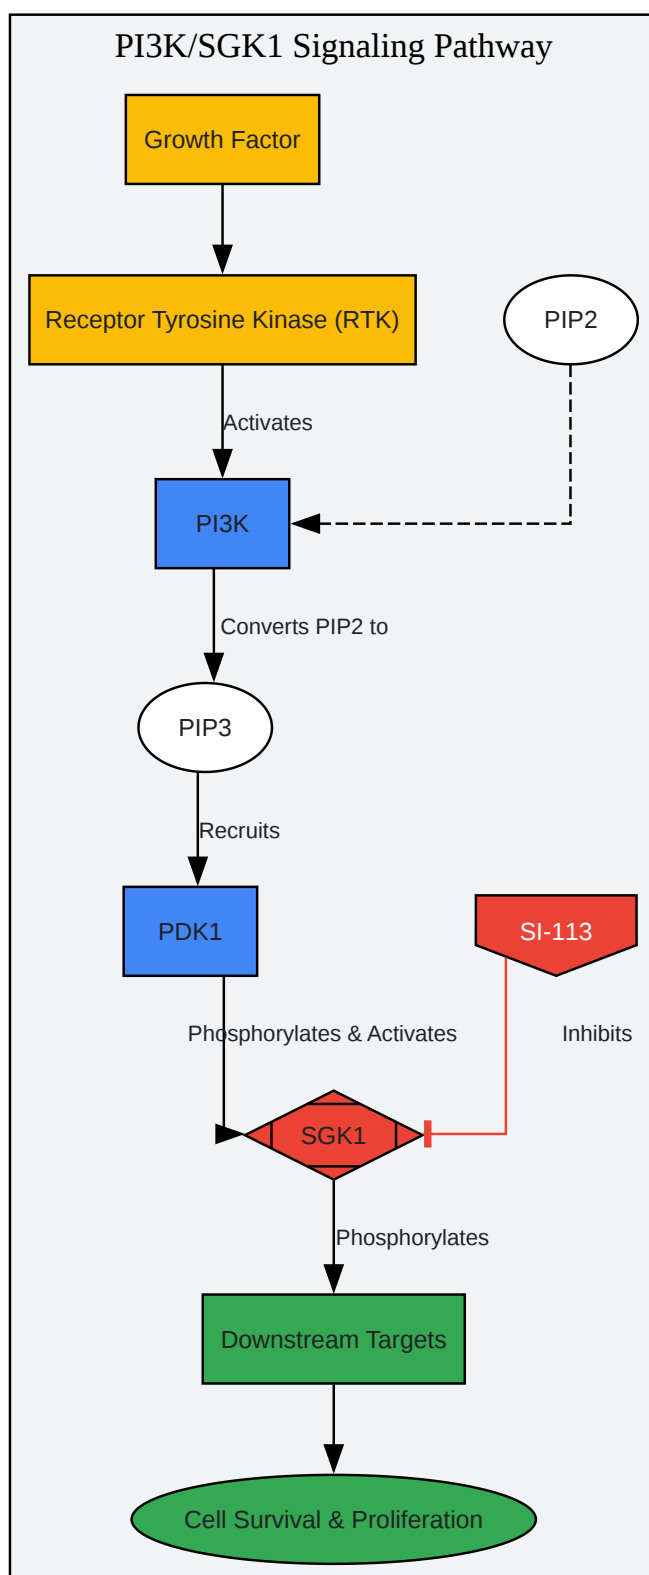 PI3K/SGK1 Signaling Pathway
Growth Factor
Receptor Tyrosine Kinase (RTK)
PIP2
Activates
PI3K
Converts PIP2 to
PIP3
Recruits
PDK1
SI-113
Phosphorylates & Activates
Inhibits
SGK1
Phosphorylates
Downstream Targets
Cell Survival & Proliferation